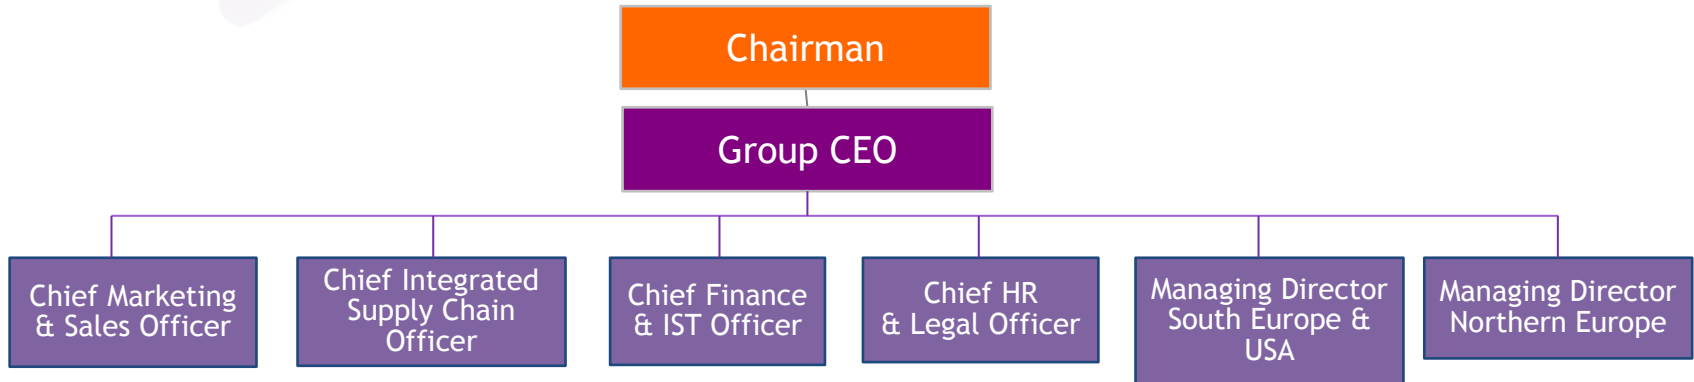 Chairman
Group CEO
Chief Marketing
& Sales Officer
Chief Integrated
Supply Chain
Officer
Chief Finance
& IST Officer
Chief HR
& Legal Officer
Managing Director
South Europe &
USA
Managing Director
Northern Europe